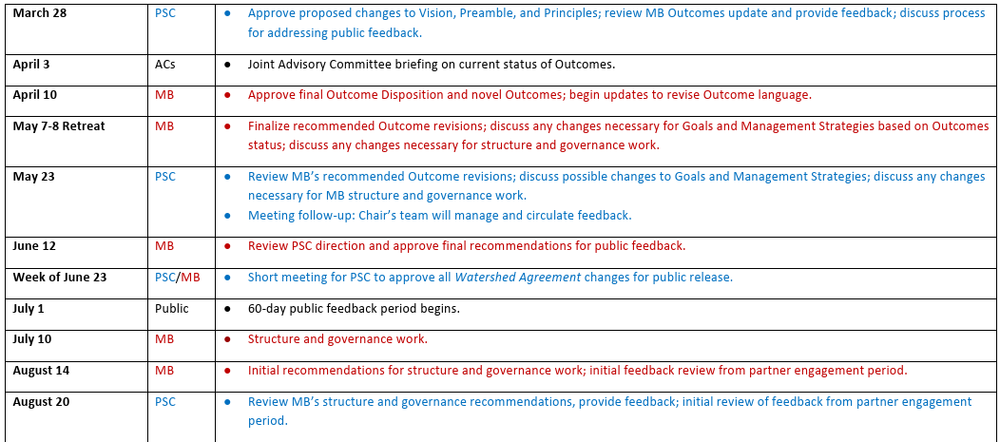 March 28 PSC ● Approve proposed changes to Vision, Preamble, and Principles; review MB Outcomes update and provide feedback; discuss process
for addressing public feedback.
April 3 ACs ● Joint Advisory Committee briefing on current status of Outcomes.
April 10 MB ● Approve final Outcome Disposition and novel Outcomes; begin updates to revise Outcome language.
May 7-8 Retreat MB ● Finalize recommended Outcome revisions; discuss any changes necessary for Goals and Management Strategies based on Outcomes
status; discuss any changes necessary for structure and governance work.
May 23 PSC ● Review MB’s recommended Outcome revisions; discuss possible changes to Goals and Management Strategies; discuss any changes
necessary for MB structure and governance work.
● Meeting follow-up: Chair’s team will manage and circulate feedback.
June 12 MB ● Review PSC direction and approve final recommendations for public feedback.
Week of June 23 PSC/MB ● Short meeting for PSC to approve all Watershed Agreement changes for public release.
July 1 Public ● 60-day public feedback period begins.
July 10 MB ● Structure and governance work.
August 14 MB ● Initial recommendations for structure and governance work; initial feedback review from partner engagement period.
August 20 PSC ● Review MB’s structure and governance recommendations, provide feedback; initial review of feedback from partner engagement
period.